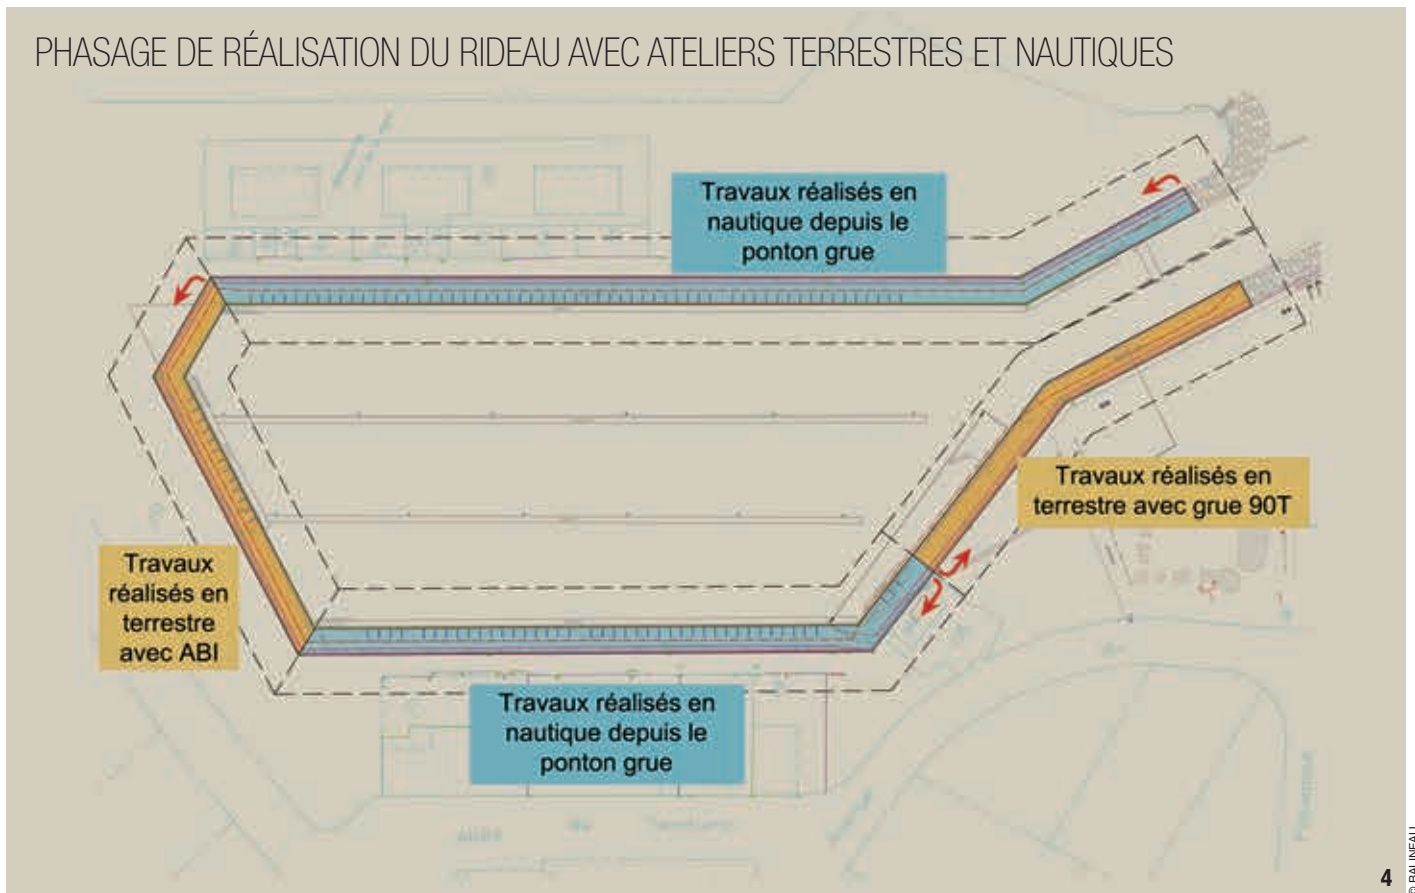 PHASAGE DE RÉALISATION DU RIDEAU AVEC ATELIERS TERRESTRES ET NAUTIQUES
Travaux réalisés en
nautique depuis le
ponton grue
Travaux réalisés en
terrestre avec grue 90T
Travaux
réalisés en
terrestre
avec ABI
Travaux réalisés en
nautique depuis le
ponton grue
4
© BALINEAU